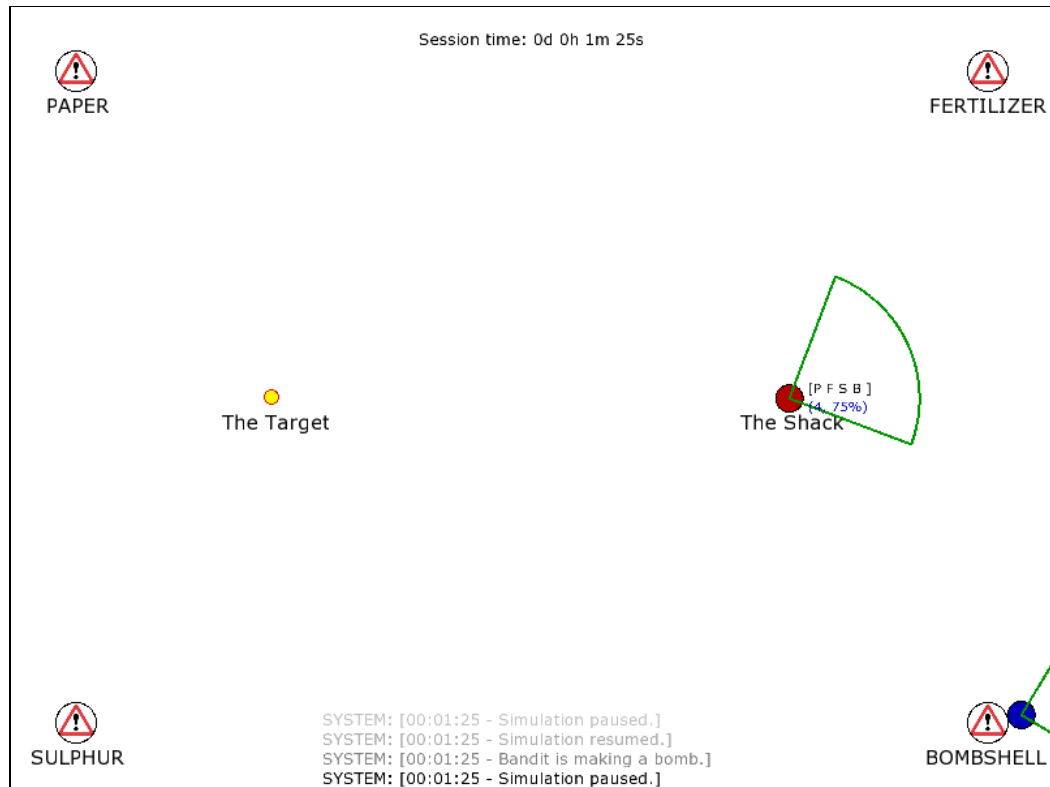 Session time: 0d 0h 1m 25s
PAPER
FERTILIZER
[P F S B ]
(4, 75%)
The Target
The Shack
SULPHUR
BOMBSHELL
SYSTEM: [00:01:25 - Simulation paused.]
SYSTEM: [00:01:25 - Simulation resumed.]
SYSTEM: [00:01:25 - Bandit is making a bomb.]
SYSTEM: [00:01:25 - Simulation paused.]